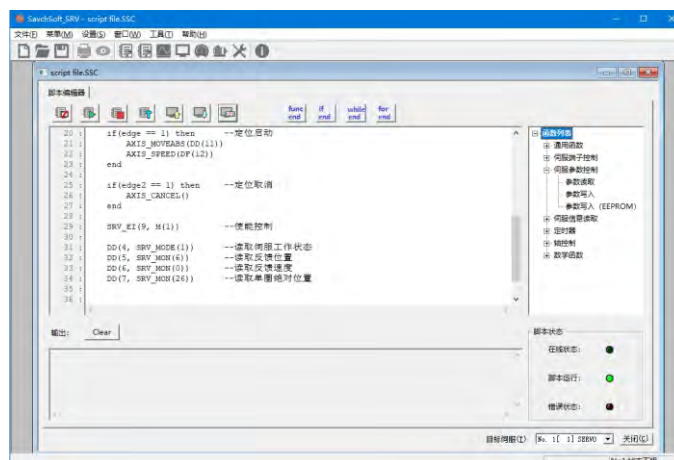 SavchSoft_SRV - script file.SSC
文件(F) 菜单(M) 设置(S) 窗口(W) 工具(T) 帮助(H)
script file.SSC
脚本编辑器
func end
if end
while end
for end
20 : if(edge == 1) then --定位启动
21 : AXIS_MOVEABS(DD(11))
22 : AXIS_SPEED(DF(12))
23 : end
24 :
25 : if(edge2 == 1) then --定位取消
26 : AXIS_CANCEL()
27 : end
28 :
29 : SRV_EI(9, M(1)) --使能控制
30 :
31 : DD(4, SRV_MODE(1)) --读取伺服工作状态
32 : DD(5, SRV_MON(6)) --读取反馈位置
33 : DD(6, SRV_MON(0)) --读取反馈速度
34 : DD(7, SRV_MON(26)) --读取单圈绝对位置
35 :
36 :
函数列表
通用函数
伺服端子控制
伺服参数控制
参数读取
参数写入
参数写入 (EEPROM)
伺服信息读取
定时器
轴控制
数学函数
输出: Clear
脚本状态
在线状态:
脚本运行:
错误状态:
目标伺服(T) No. 1[ 1] SERVO 关闭(C)